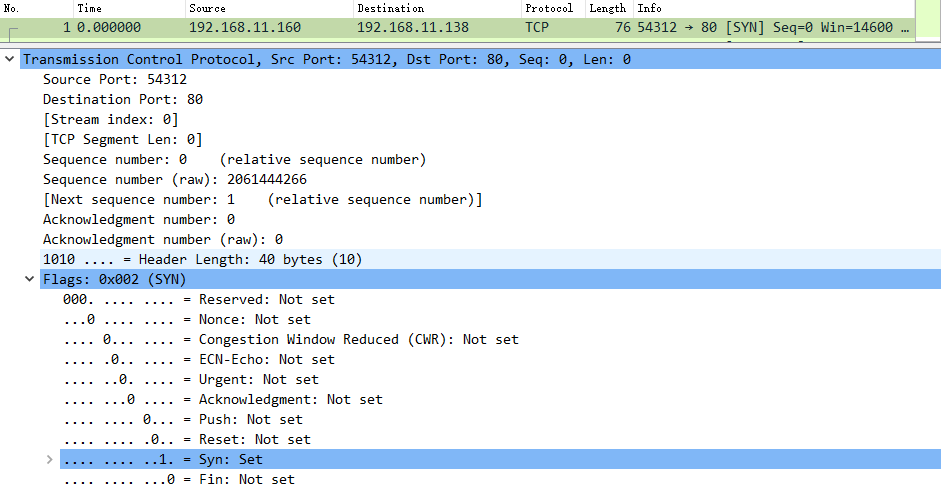 No. Time Source Destination Protocol Length Info
1 0.000000 192.168.11.160 192.168.11.138 TCP 76 54312 → 80 [SYN] Seq=0 Win=14600 …
Transmission Control Protocol, Src Port: 54312, Dst Port: 80, Seq: 0, Len: 0
Source Port: 54312
Destination Port: 80
[Stream index: 0]
[TCP Segment Len: 0]
Sequence number: 0    (relative sequence number)
Sequence number (raw): 2061444266
[Next sequence number: 1    (relative sequence number)]
Acknowledgment number: 0
Acknowledgment number (raw): 0
1010 .... = Header Length: 40 bytes (10)
Flags: 0x002 (SYN)
000. .... .... = Reserved: Not set
...0 .... .... = Nonce: Not set
.... 0... .... = Congestion Window Reduced (CWR): Not set
.... .0.. .... = ECN-Echo: Not set
.... ..0. .... = Urgent: Not set
.... ...0 .... = Acknowledgment: Not set
.... .... 0... = Push: Not set
.... .... .0.. = Reset: Not set
.... .... ..1. = Syn: Set
.... .... ...0 = Fin: Not set